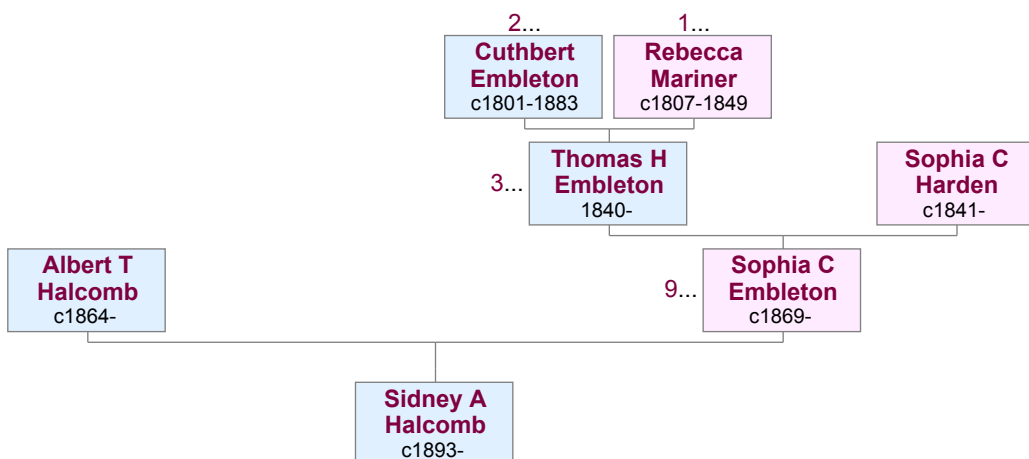 2...
1...
Cuthbert
Embleton
c1801-1883
Rebecca
Mariner
c1807-1849
3...
Thomas H
Embleton
1840-
Sophia C
Harden
c1841-
Albert T
Halcomb
c1864-
9...
Sophia C
Embleton
c1869-
Sidney A
Halcomb
c1893-